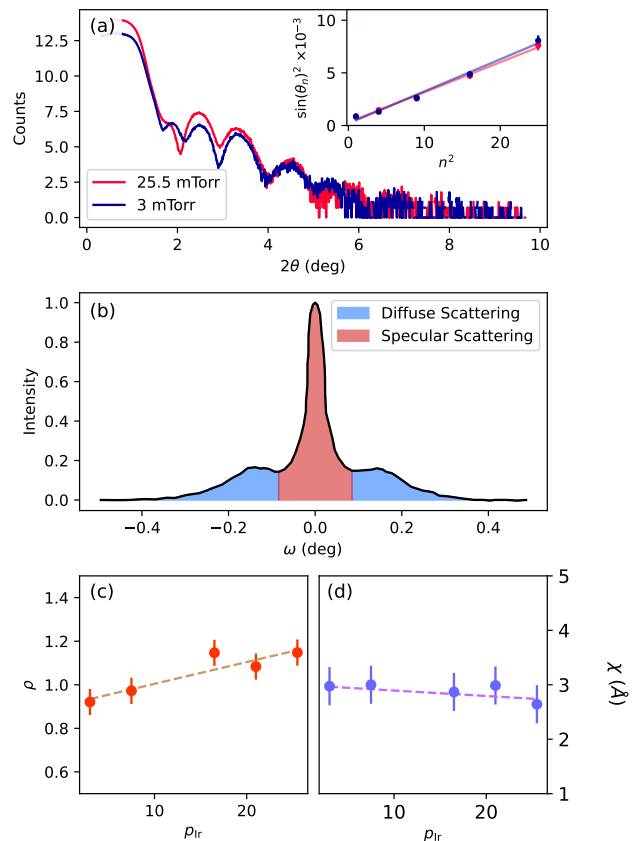 (a)
12.5
10.0
7.5
5.0
2.5
0.0
Counts
25.5 mTorr
3 mTorr
0
2
4
6
8
10
2θ (deg)
10
5
0
sin(θₙ)² ×10⁻³
0
10
20
n²
(b)
1.0
0.8
0.6
0.4
0.2
0.0
Intensity
Diffuse Scattering
Specular Scattering
−0.4
−0.2
0.0
0.2
0.4
ω (deg)
(c)
1.4
1.2
1.0
0.8
0.6
ρ
10
20
p_Ir
(d)
5
4
3
2
1
χ (Å)
10
20
p_Ir